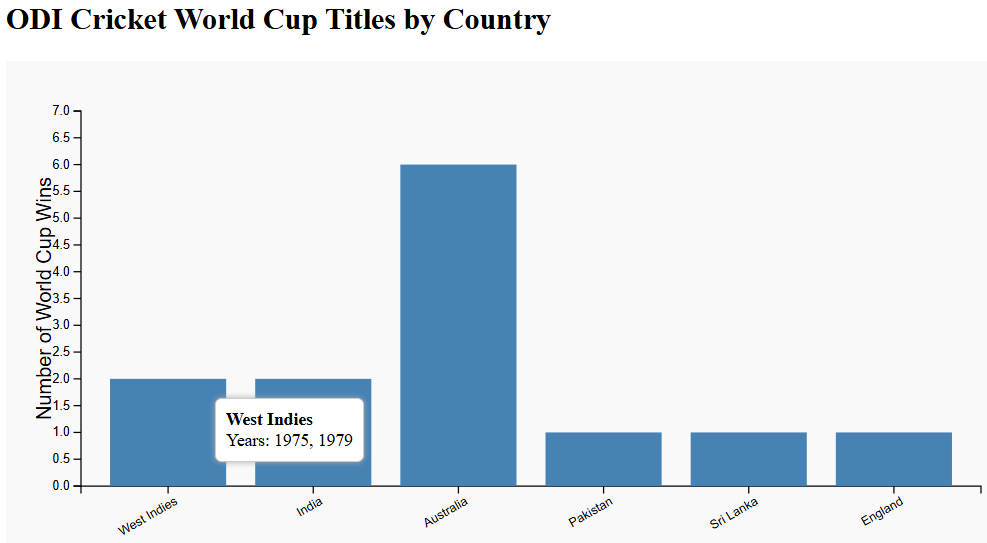 ODI Cricket World Cup Titles by Country
Number of World Cup Wins
7.0
6.5
6.0
5.5
5.0
4.5
4.0
3.5
3.0
2.5
2.0
1.5
1.0
0.5
0.0
West Indies
Years: 1975, 1979
West Indies
India
Australia
Pakistan
Sri Lanka
England